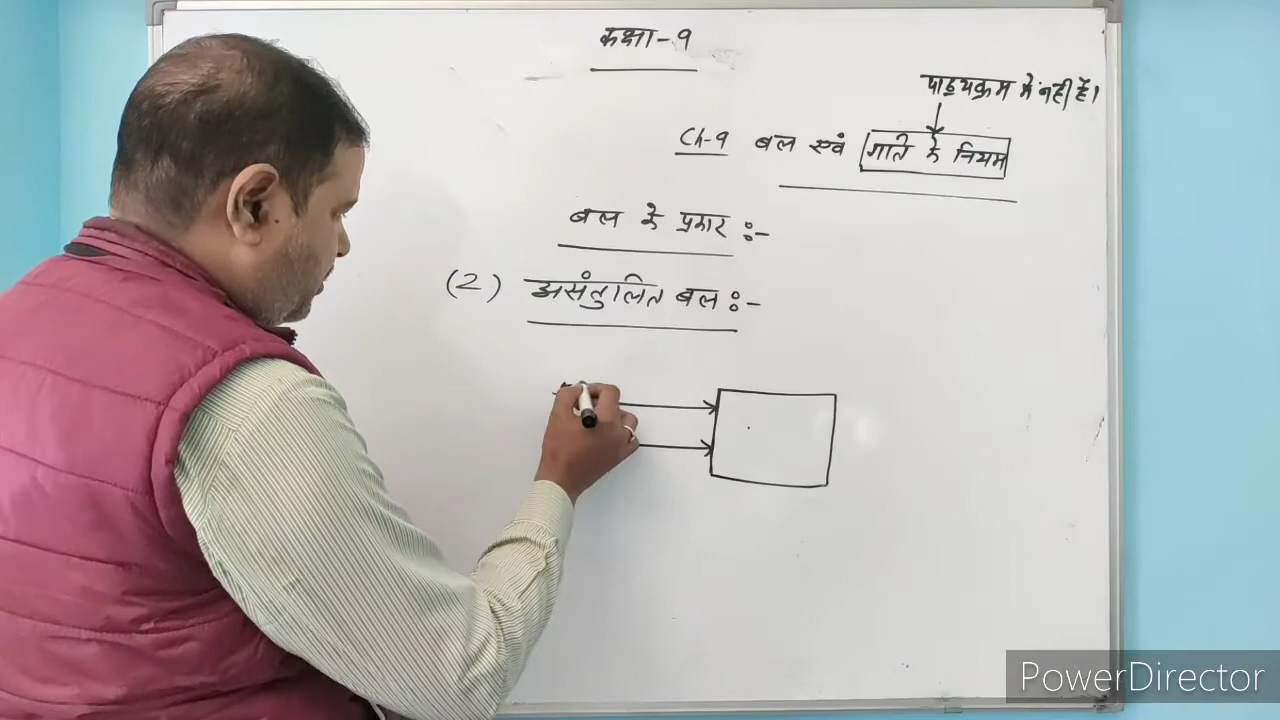 कक्षा-9
पाठ्यक्रम में नहीं है।
Ch-9 बल एवं गति के नियम
बल के प्रकार :-
(2) असंतुलित बल :-
PowerDirector